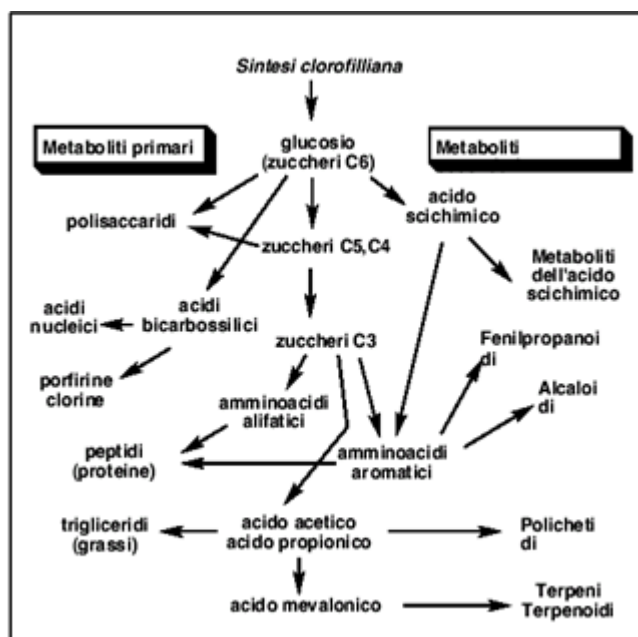 Sintesi clorofilliana
Metaboliti primari
glucosio
(zuccheri C6)
Metaboliti
acido
scichimico
polisaccaridi
zuccheri C5,C4
Metaboliti
dell'acido
scichimico
acidi
nucleici
acidi
bicarbossilici
zuccheri C3
Fenilpropanoi
di
porfirine
clorine
amminoacidi
alifatici
Alcaloi
di
peptidi
(proteine)
amminoacidi
aromatici
trigliceridi
(grassi)
acido acetico
acido propionico
Policheti
di
acido mevalonico
Terpeni
Terpenoidi